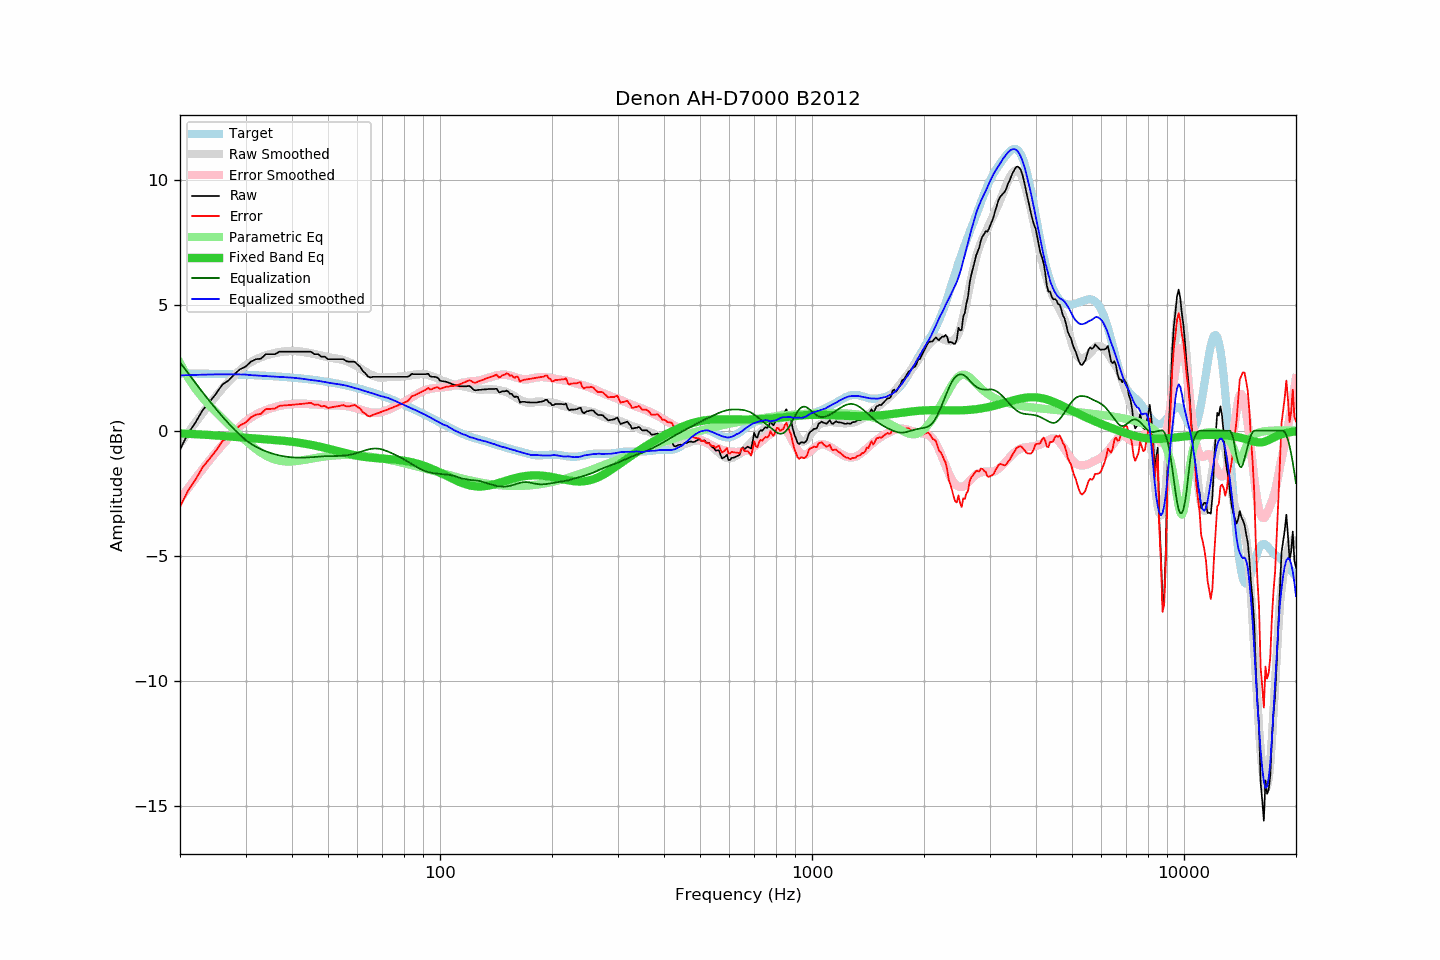 Denon AH-D7000 B2012
Target
Raw Smoothed
Error Smoothed
Raw
Error
Parametric Eq
Fixed Band Eq
Equalization
Equalized smoothed
10
5
0
−5
−10
−15
Amplitude (dBr)
100
1000
10000
Frequency (Hz)